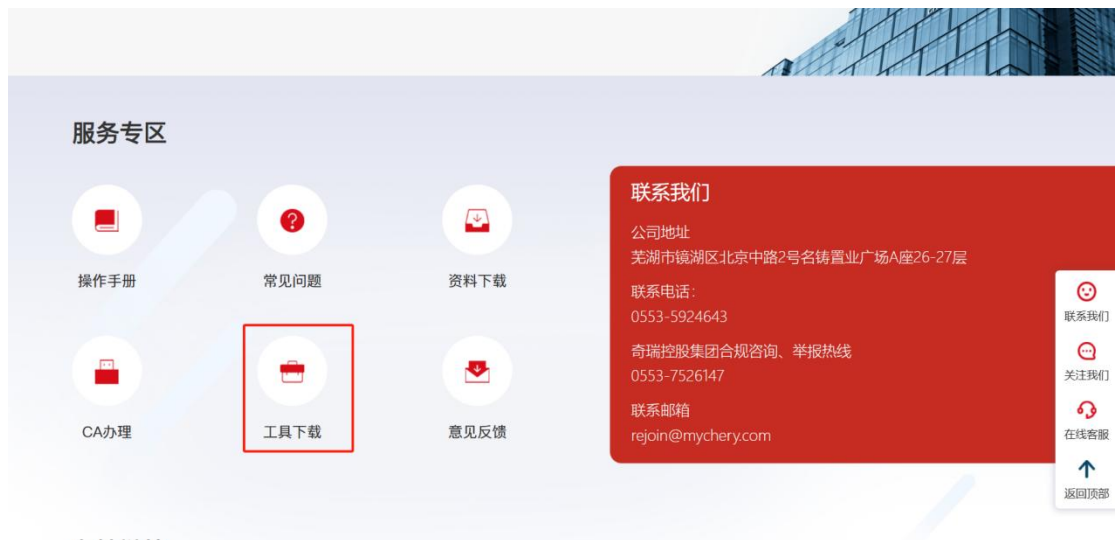 服务专区
操作手册
常见问题
资料下载
CA办理
工具下载
意见反馈
联系我们
公司地址
芜湖市镜湖区北京中路2号名铸置业广场A座26-27层
联系电话:
0553-5924643
奇瑞控股集团合规咨询、举报热线
0553-7526147
联系邮箱
rejoin@mychery.com
联系我们
关注我们
在线客服
返回顶部